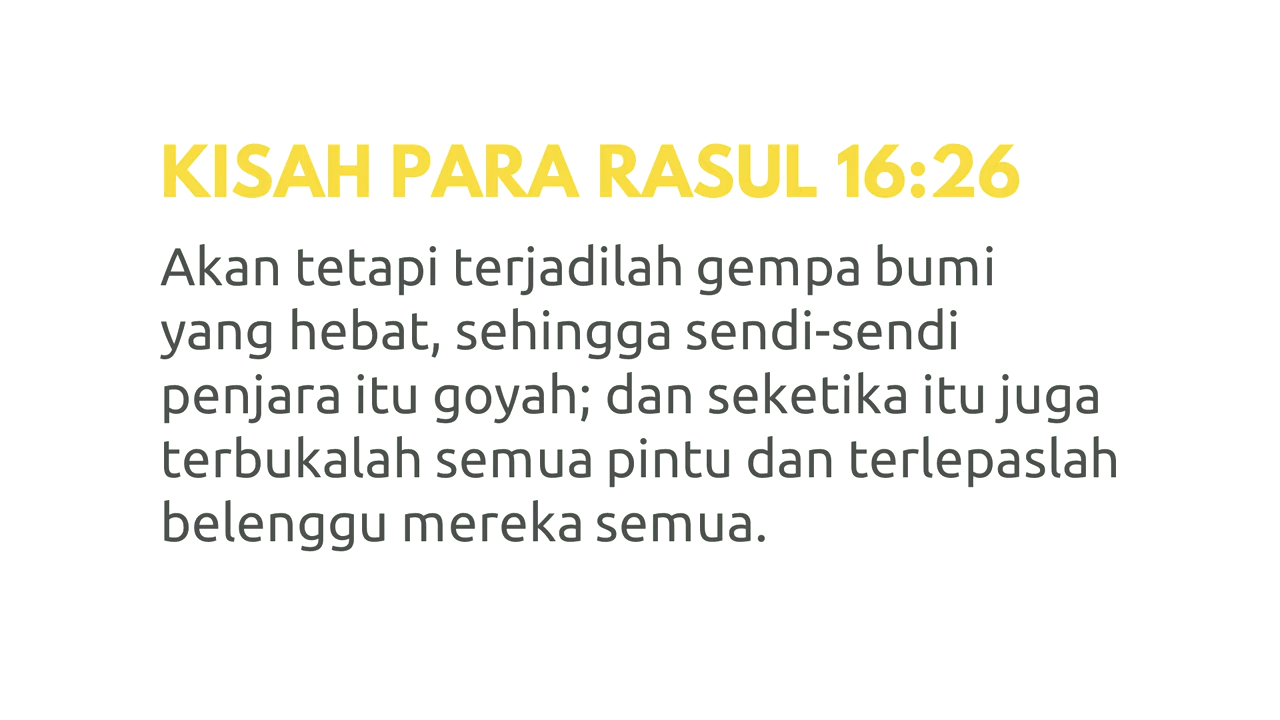 KISAH PARA RASUL 16:26
Akan tetapi terjadilah gempa bumi
yang hebat, sehingga sendi-sendi
penjara itu goyah; dan seketika itu juga
terbukalah semua pintu dan terlepaslah
belenggu mereka semua.